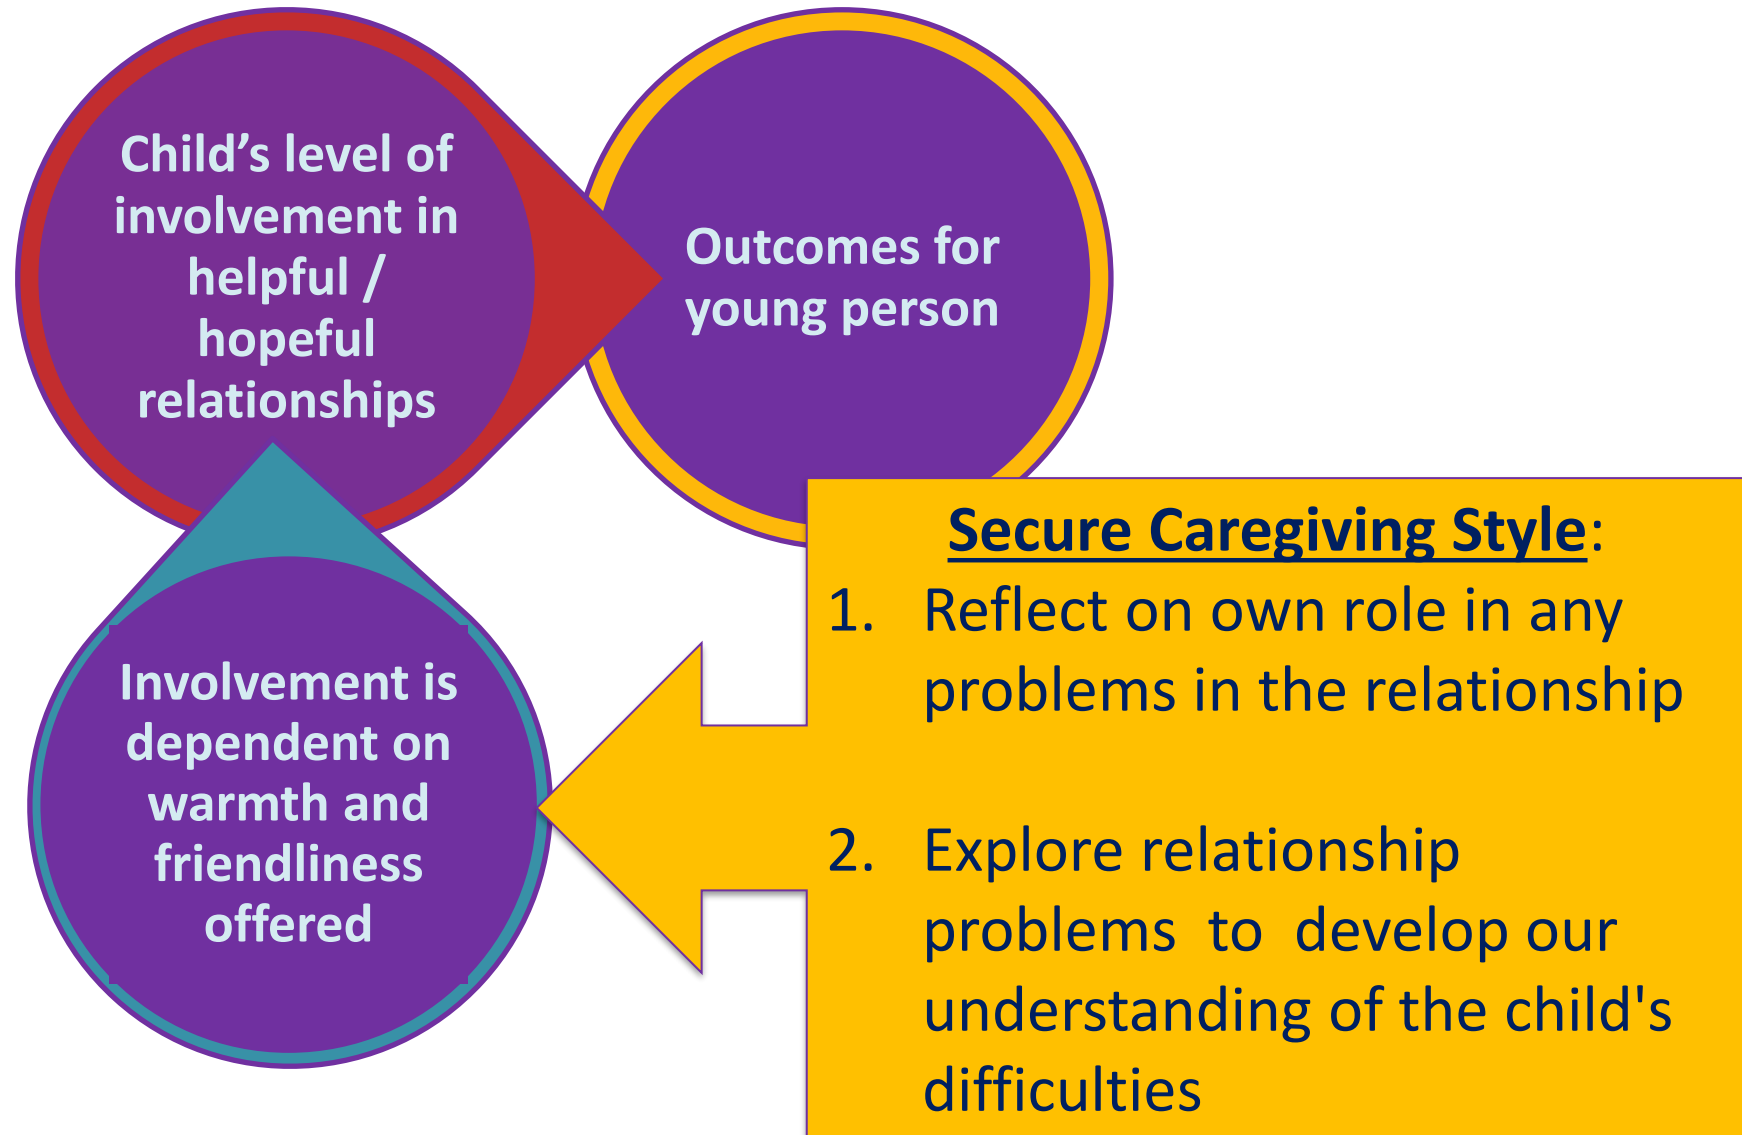 Child’s level of
involvement in
helpful /
hopeful
relationships
Outcomes for
young person
Involvement is
dependent on
warmth and
friendliness
offered
Secure Caregiving Style:
1. Reflect on own role in any
problems in the relationship
2. Explore relationship
problems  to  develop our
understanding of the child's
difficulties